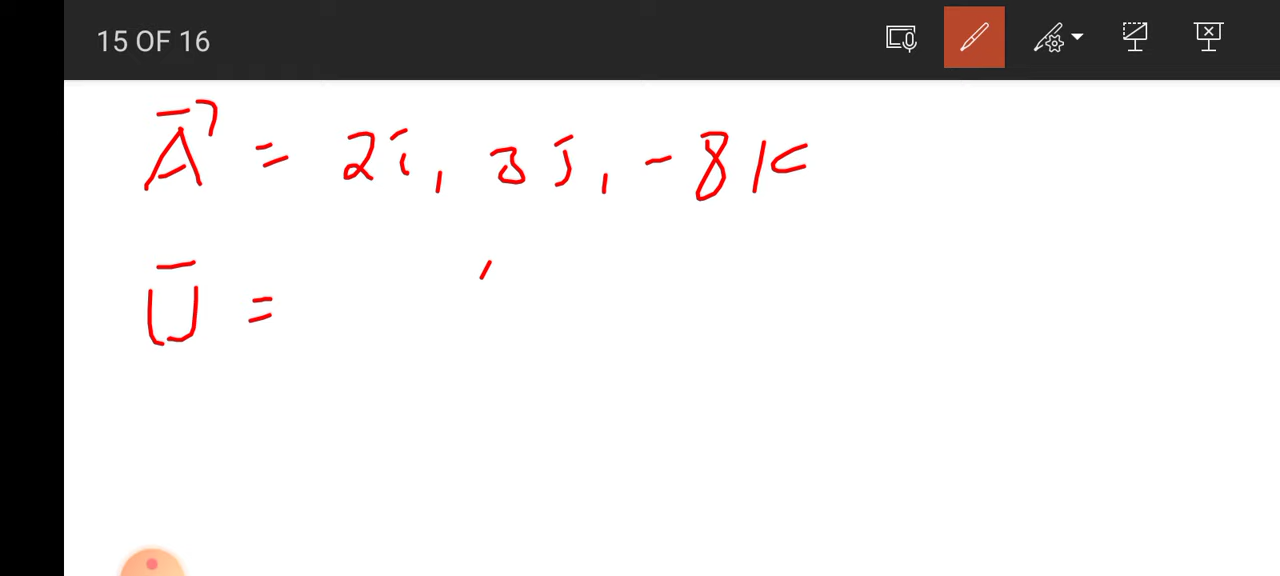 15 OF 16
A⃗ = 2i, 3j, -8k
U̅ =